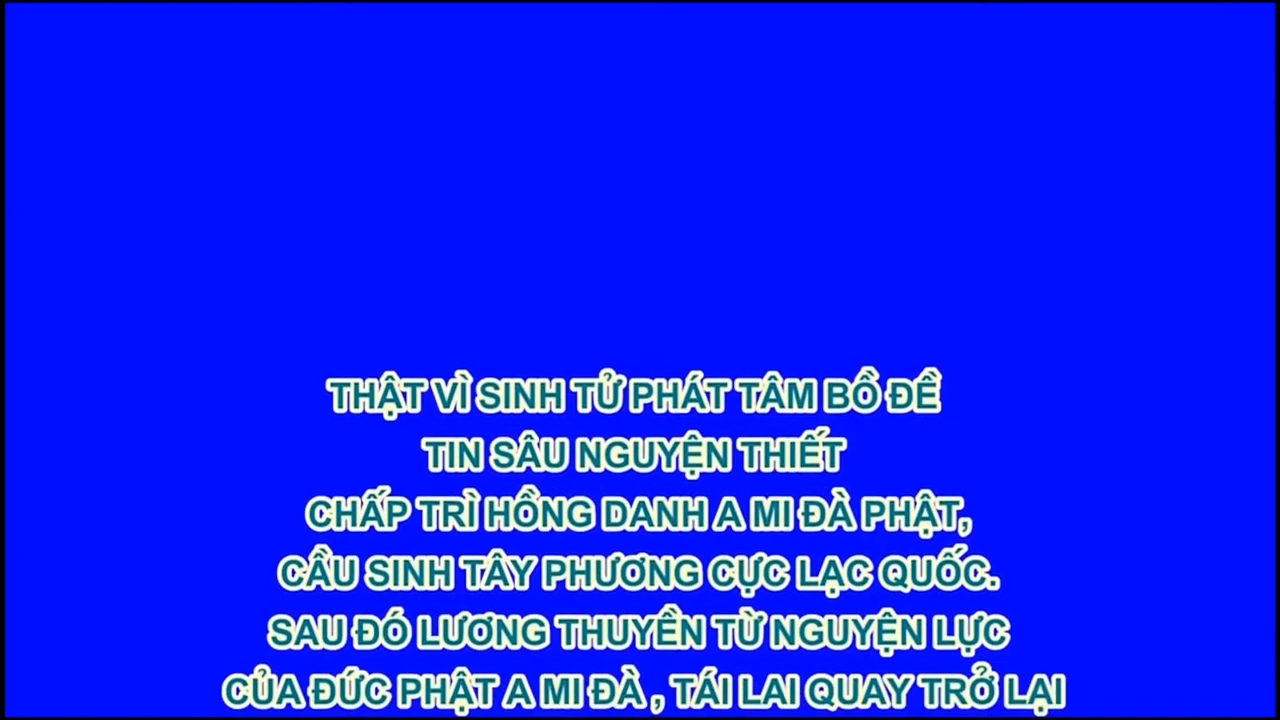 THẬT VÌ SINH TỬ PHÁT TÂM BỒ ĐỀ
TIN SÂU NGUYỆN THIẾT
CHẤP TRÌ HỒNG DANH A MI ĐÀ PHẬT,
CẦU SINH TÂY PHƯƠNG CỰC LẠC QUỐC.
SAU ĐÓ LƯƠNG THUYỀN TỪ NGUYỆN LỰC
CỦA ĐỨC PHẬT A MI ĐÀ , TÁI LAI QUAY TRỞ LẠI